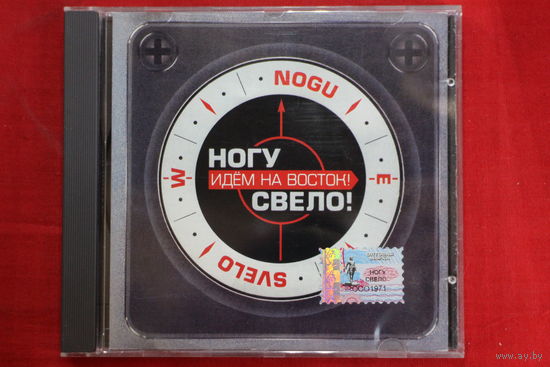 NOGU
НОГУ
ИДЁМ НА ВОСТОК!
СВЕЛО!
W
E
SVELO
НОГУ
СВЕЛО
© www.ay.by